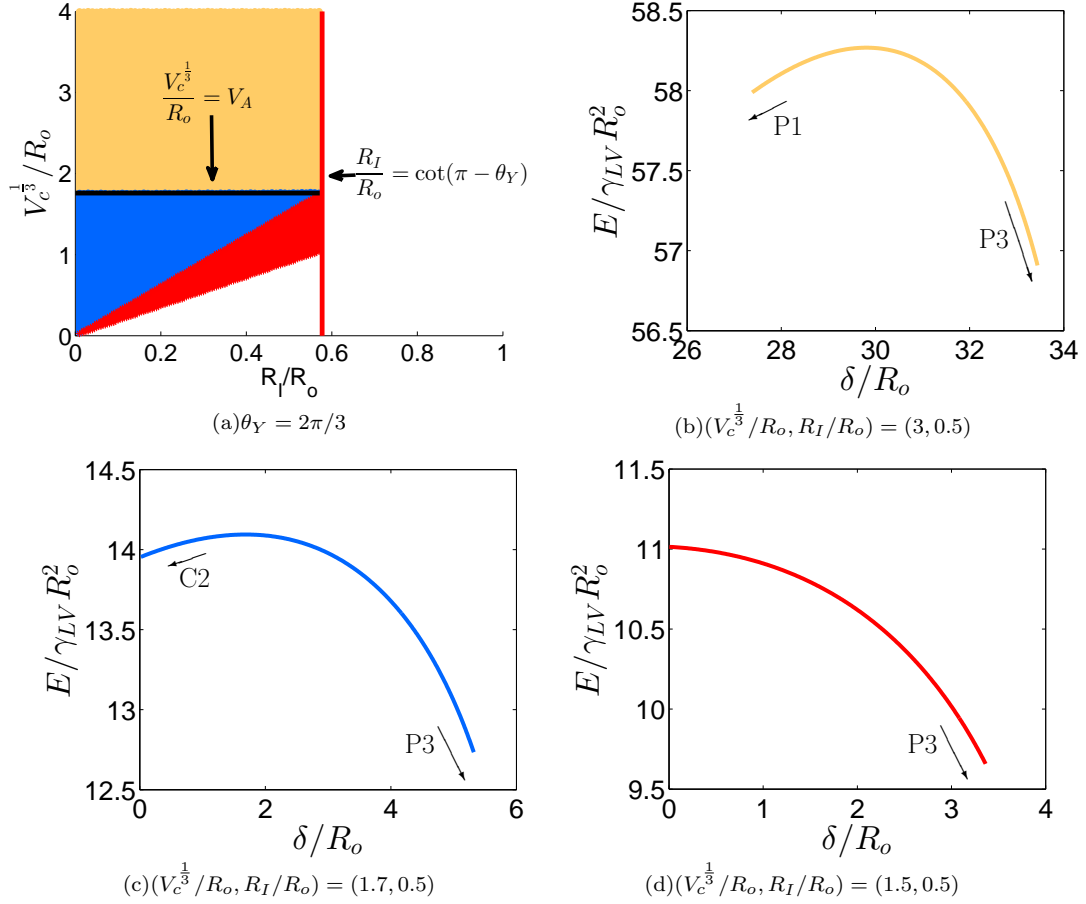 4
3
2
1
0
0
0.2
0.4
0.6
0.8
1
V_c^{1/3}/R_o
R_I/R_o
V_c^{1/3}/R_o = V_A
R_I/R_o = cot(π − θ_Y)
(a)θ_Y = 2π/3
58.5
58
57.5
57
56.5
26
28
30
32
34
E/γ_{LV} R_o^2
δ/R_o
P1
P3
(b)(V_c^{1/3}/R_o, R_I/R_o) = (3, 0.5)
14.5
14
13.5
13
12.5
0
2
4
6
E/γ_{LV} R_o^2
δ/R_o
C2
P3
(c)(V_c^{1/3}/R_o, R_I/R_o) = (1.7, 0.5)
11.5
11
10.5
10
9.5
0
1
2
3
4
E/γ_{LV} R_o^2
δ/R_o
P3
(d)(V_c^{1/3}/R_o, R_I/R_o) = (1.5, 0.5)